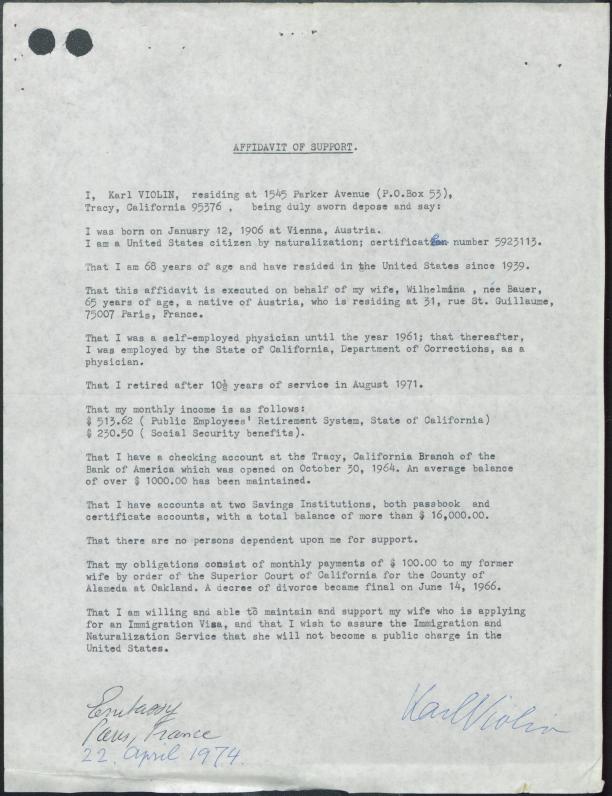 AFFIDAVIT OF SUPPORT.
I, Karl VIOLIN, residing at 1545 Parker Avenue (P.O.Box 53),
Tracy, California 95376 , being duly sworn depose and say:
I was born on January 12, 1906 at Vienna, Austria.
I am a United States citizen by naturalization; certification number 5923113.
That I am 68 years of age and have resided in the United States since 1939.
That this affidavit is executed on behalf of my wife, Wilhelmina , née Bauer,
65 years of age, a native of Austria, who is residing at 31, rue St. Guillaume,
75007 Paris, France.
That I was a self-employed physician until the year 1961; that thereafter,
I was employed by the State of California, Department of Corrections, as a
physician.
That I retired after 10½ years of service in August 1971.
That my monthly income is as follows:
$ 513.62 ( Public Employees' Retirement System, State of California)
$ 230.50 ( Social Security benefits).
That I have a checking account at the Tracy, California Branch of the
Bank of America which was opened on October 30, 1964. An average balance
of over $ 1000.00 has been maintained.
That I have accounts at two Savings Institutions, both passbook and
certificate accounts, with a total balance of more than $ 16,000.00.
That there are no persons dependent upon me for support.
That my obligations consist of monthly payments of $ 100.00 to my former
wife by order of the Superior Court of California for the County of
Alameda at Oakland. A decree of divorce became final on June 14, 1966.
That I am willing and able to maintain and support my wife who is applying
for an Immigration Visa, and that I wish to assure the Immigration and
Naturalization Service that she will not become a public charge in the
United States.
Embassy
Paris, France
22. April 1974.
Karl Violin